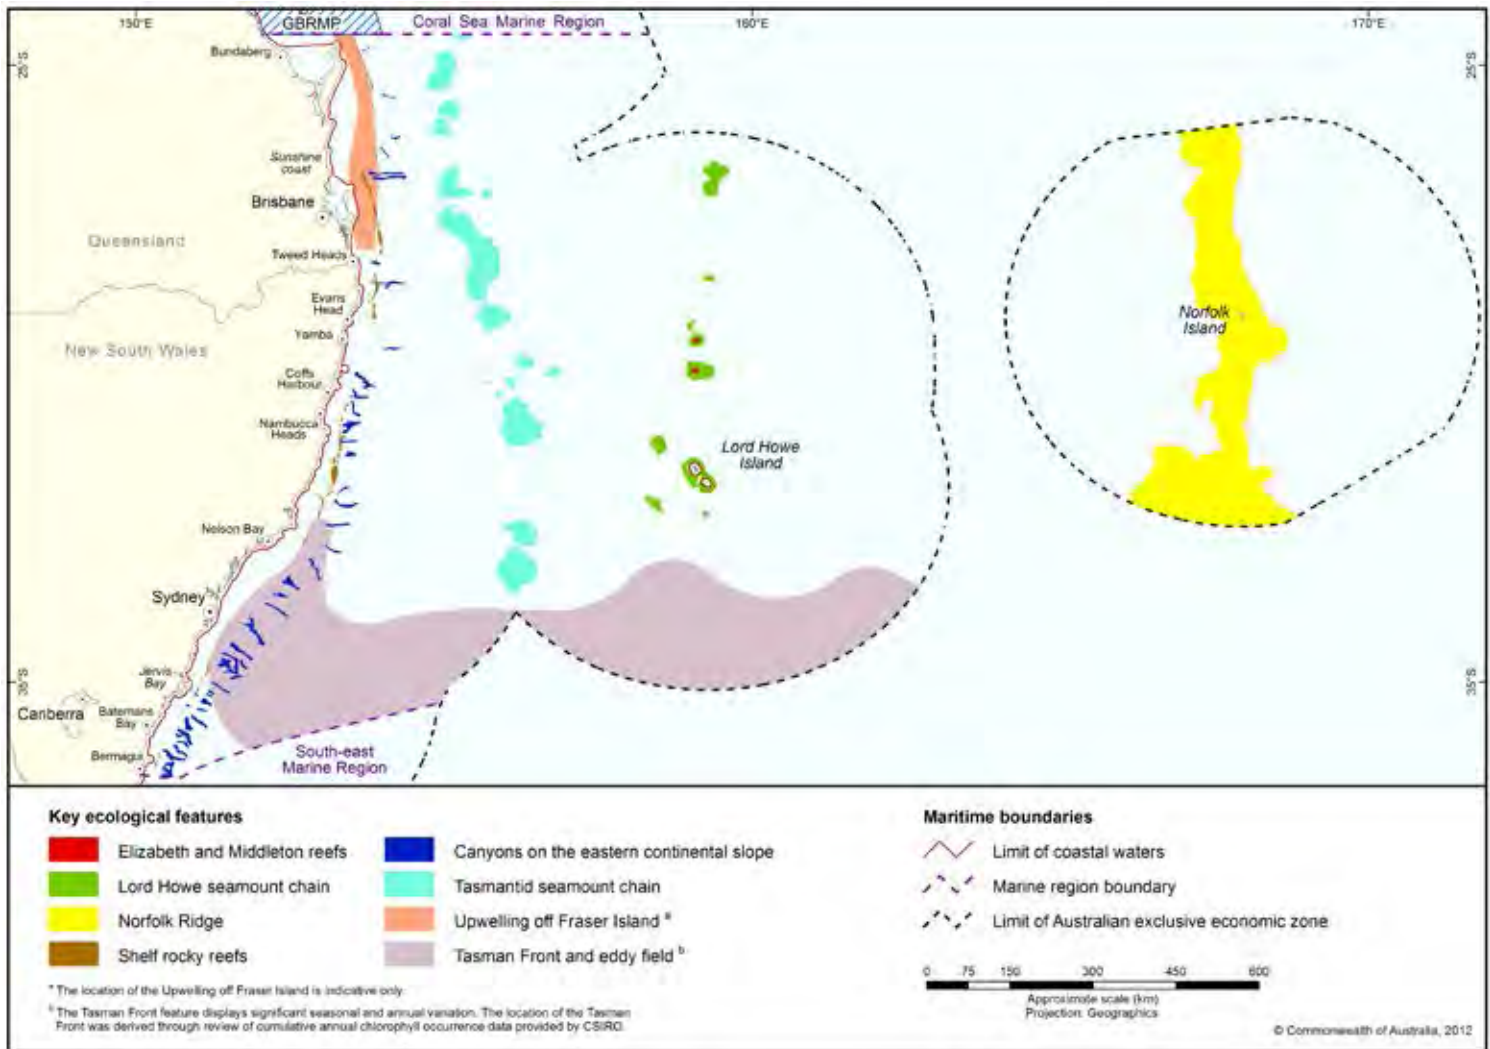 150°E
160°E
170°E
GBRMP
Coral Sea Marine Region
Bundaberg
25°S
25°S
Sunshine
coast
Brisbane
Queensland
Tweed Heads
Evans
Head
Yamba
New South Wales
Coffs
Harbour
Nambucca
Heads
Norfolk
Island
Lord Howe
Island
Nelson Bay
Sydney
Jervis
Bay
35°S
35°S
Canberra
Batemans
Bay
Bermagui
South-east
Marine Region
Key ecological features
Elizabeth and Middleton reefs
Lord Howe seamount chain
Norfolk Ridge
Shelf rocky reefs
Canyons on the eastern continental slope
Tasmantid seamount chain
Upwelling off Fraser Island a
Tasman Front and eddy field b
a The location of the Upwelling off Fraser Island is indicative only.
b The Tasman Front feature displays significant seasonal and annual variation. The location of the Tasman
Front was derived through review of cumulative annual chlorophyll occurrence data provided by CSIRO.
Maritime boundaries
Limit of coastal waters
Marine region boundary
Limit of Australian exclusive economic zone
0 75 150 300 450 600
Approximate scale (km)
Projection: Geographics
© Commonwealth of Australia, 2012